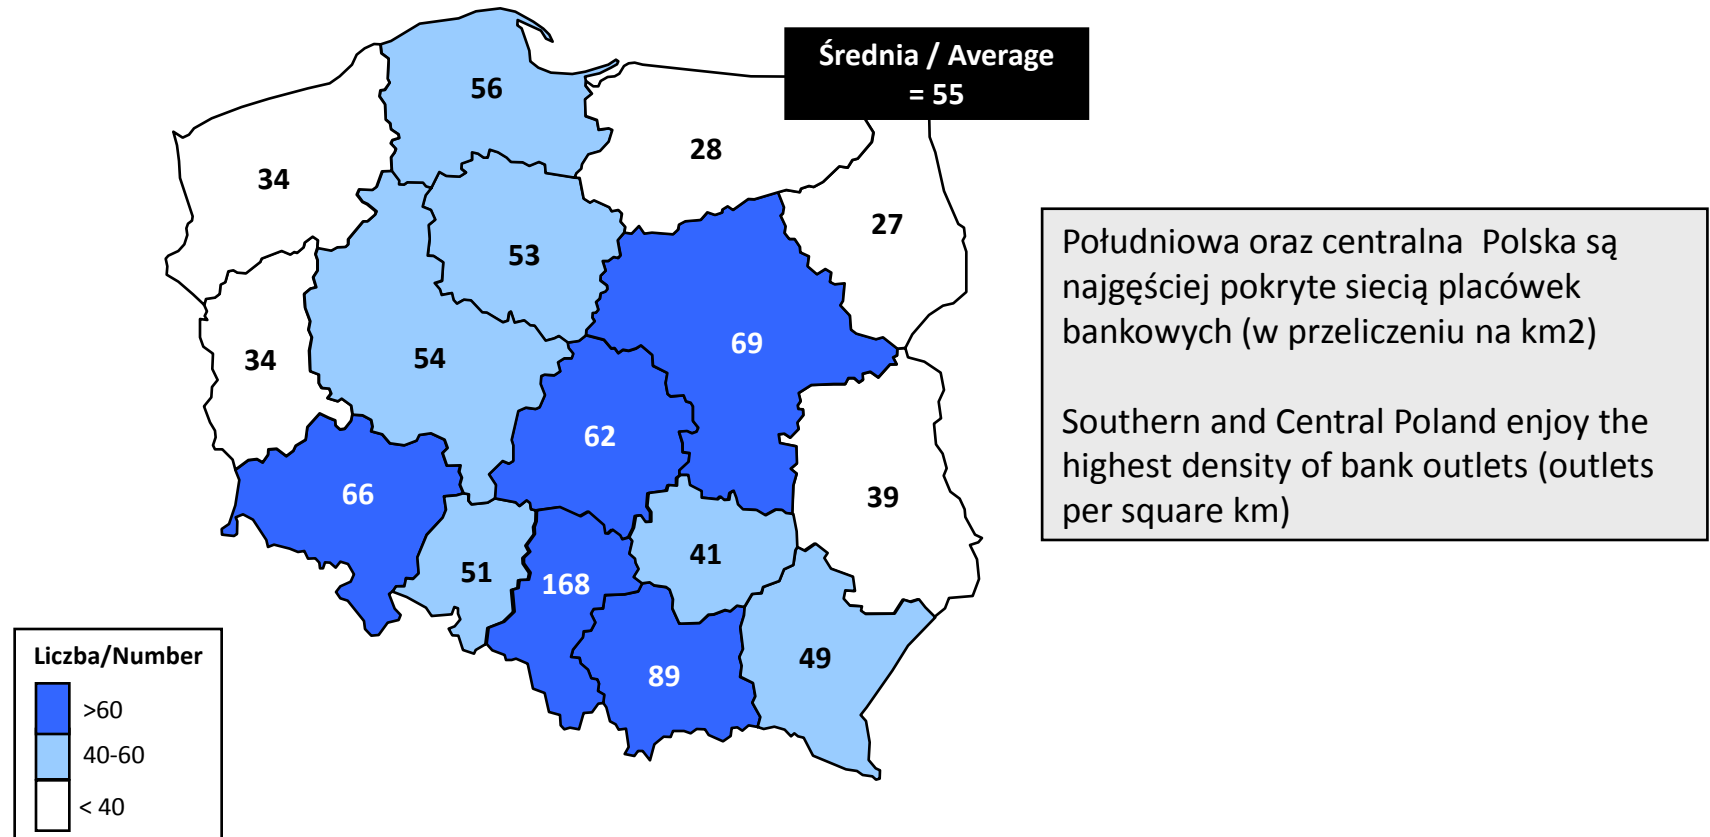 Średnia / Average
= 55
56
28
34
27
53
69
34
54
62
66
39
41
51
168
49
89
Południowa oraz centralna  Polska są
najgęściej pokryte siecią placówek
bankowych (w przeliczeniu na km2)
Southern and Central Poland enjoy the
highest density of bank outlets (outlets
per square km)
Liczba/Number
>60
40-60
< 40